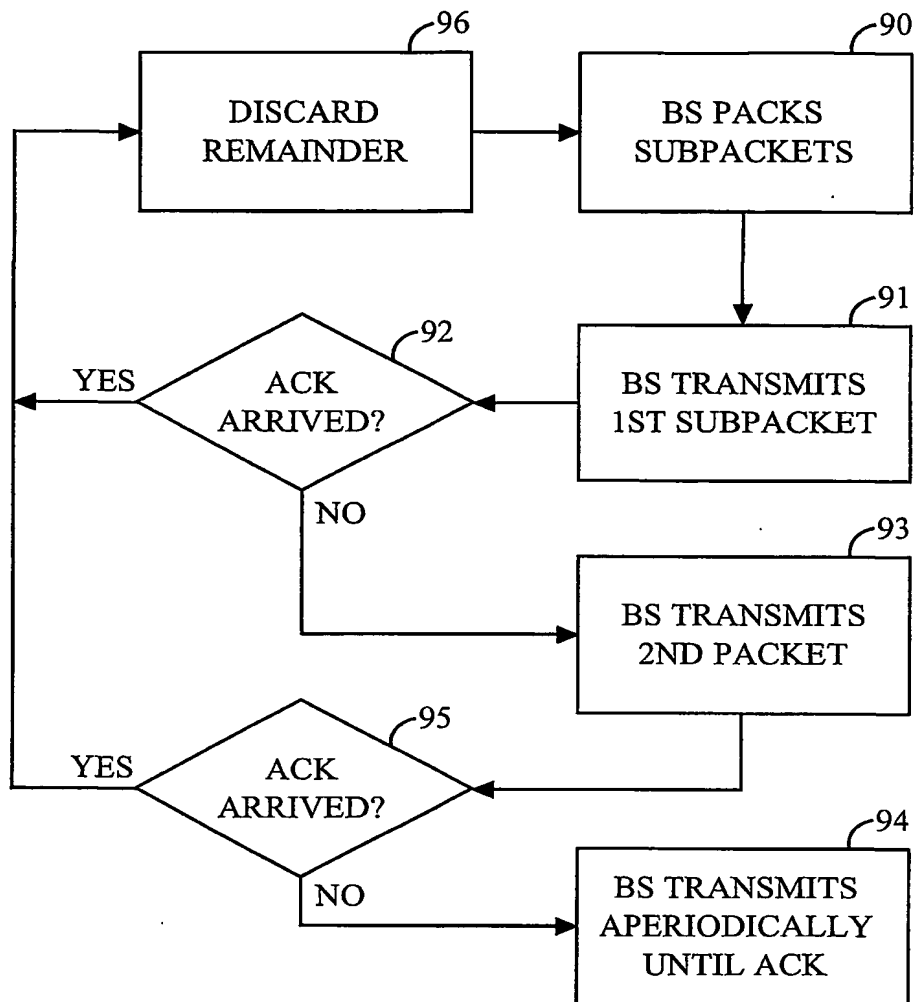 96
DISCARD
REMAINDER
90
BS PACKS
SUBPACKETS
91
BS TRANSMITS
1ST SUBPACKET
92
ACK
ARRIVED?
YES
NO
93
BS TRANSMITS
2ND PACKET
95
ACK
ARRIVED?
YES
NO
94
BS TRANSMITS
APERIODICALLY
UNTIL ACK